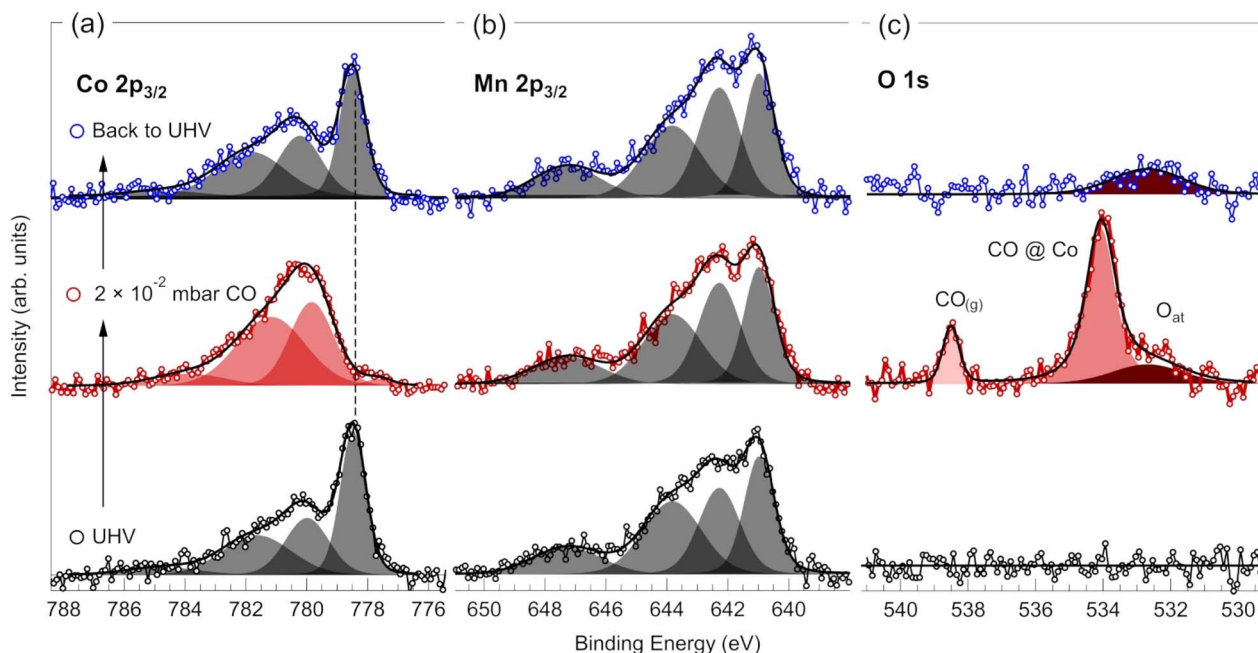 (a)
(b)
(c)
Co 2p3/2
Mn 2p3/2
O 1s
Back to UHV
2 × 10-2 mbar CO
UHV
CO(g)
CO @ Co
Oat
Intensity (arb. units)
788 786 784 782 780 778 776
650 648 646 644 642 640
540 538 536 534 532 530
Binding Energy (eV)